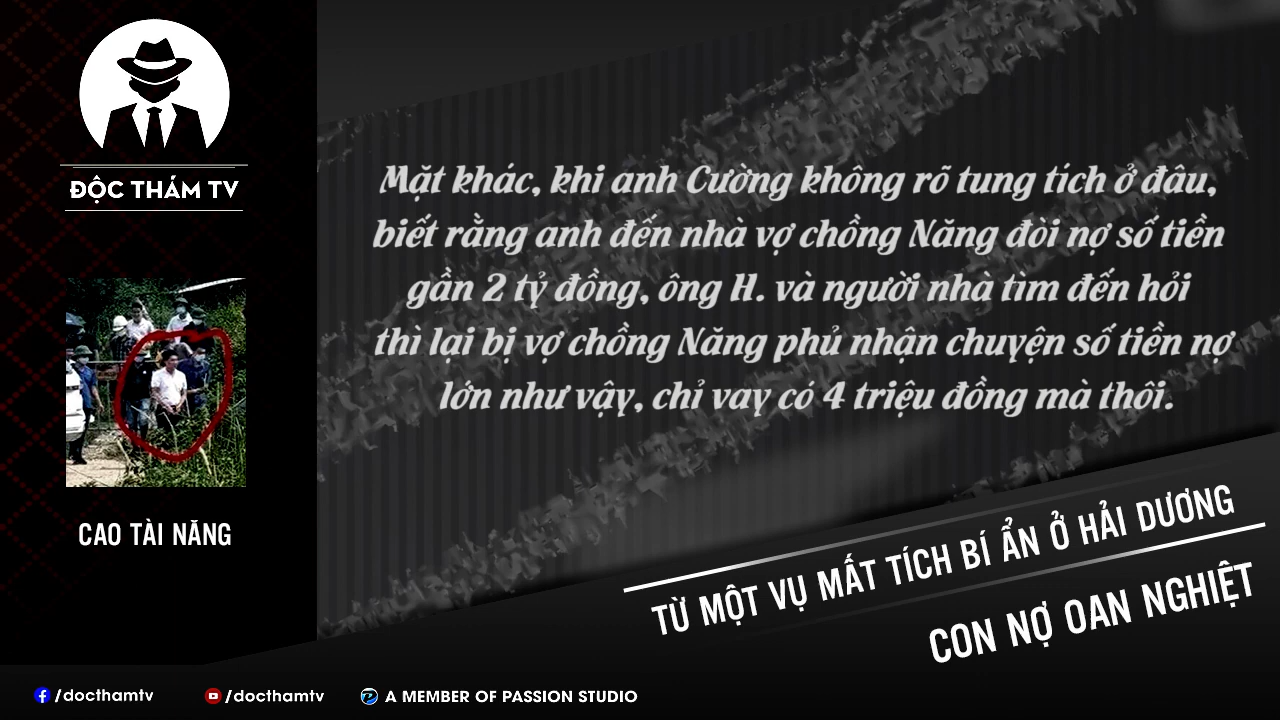 ĐỘC THÁM TV
CAO TÀI NĂNG
Mặt khác, khi anh Cường không rõ tung tích ở đâu,
biết rằng anh đến nhà vợ chồng Năng đòi nợ số tiền
gần 2 tỷ đồng, ông H. và người nhà tìm đến hỏi
thì lại bị vợ chồng Năng phủ nhận chuyện số tiền nợ
lớn như vậy, chỉ vay có 4 triệu đồng mà thôi.
TỪ MỘT VỤ MẤT TÍCH BÍ ẨN Ở HẢI DƯƠNG
CON NỢ OAN NGHIỆT
/docthamtv
/docthamtv
A MEMBER OF PASSION STUDIO